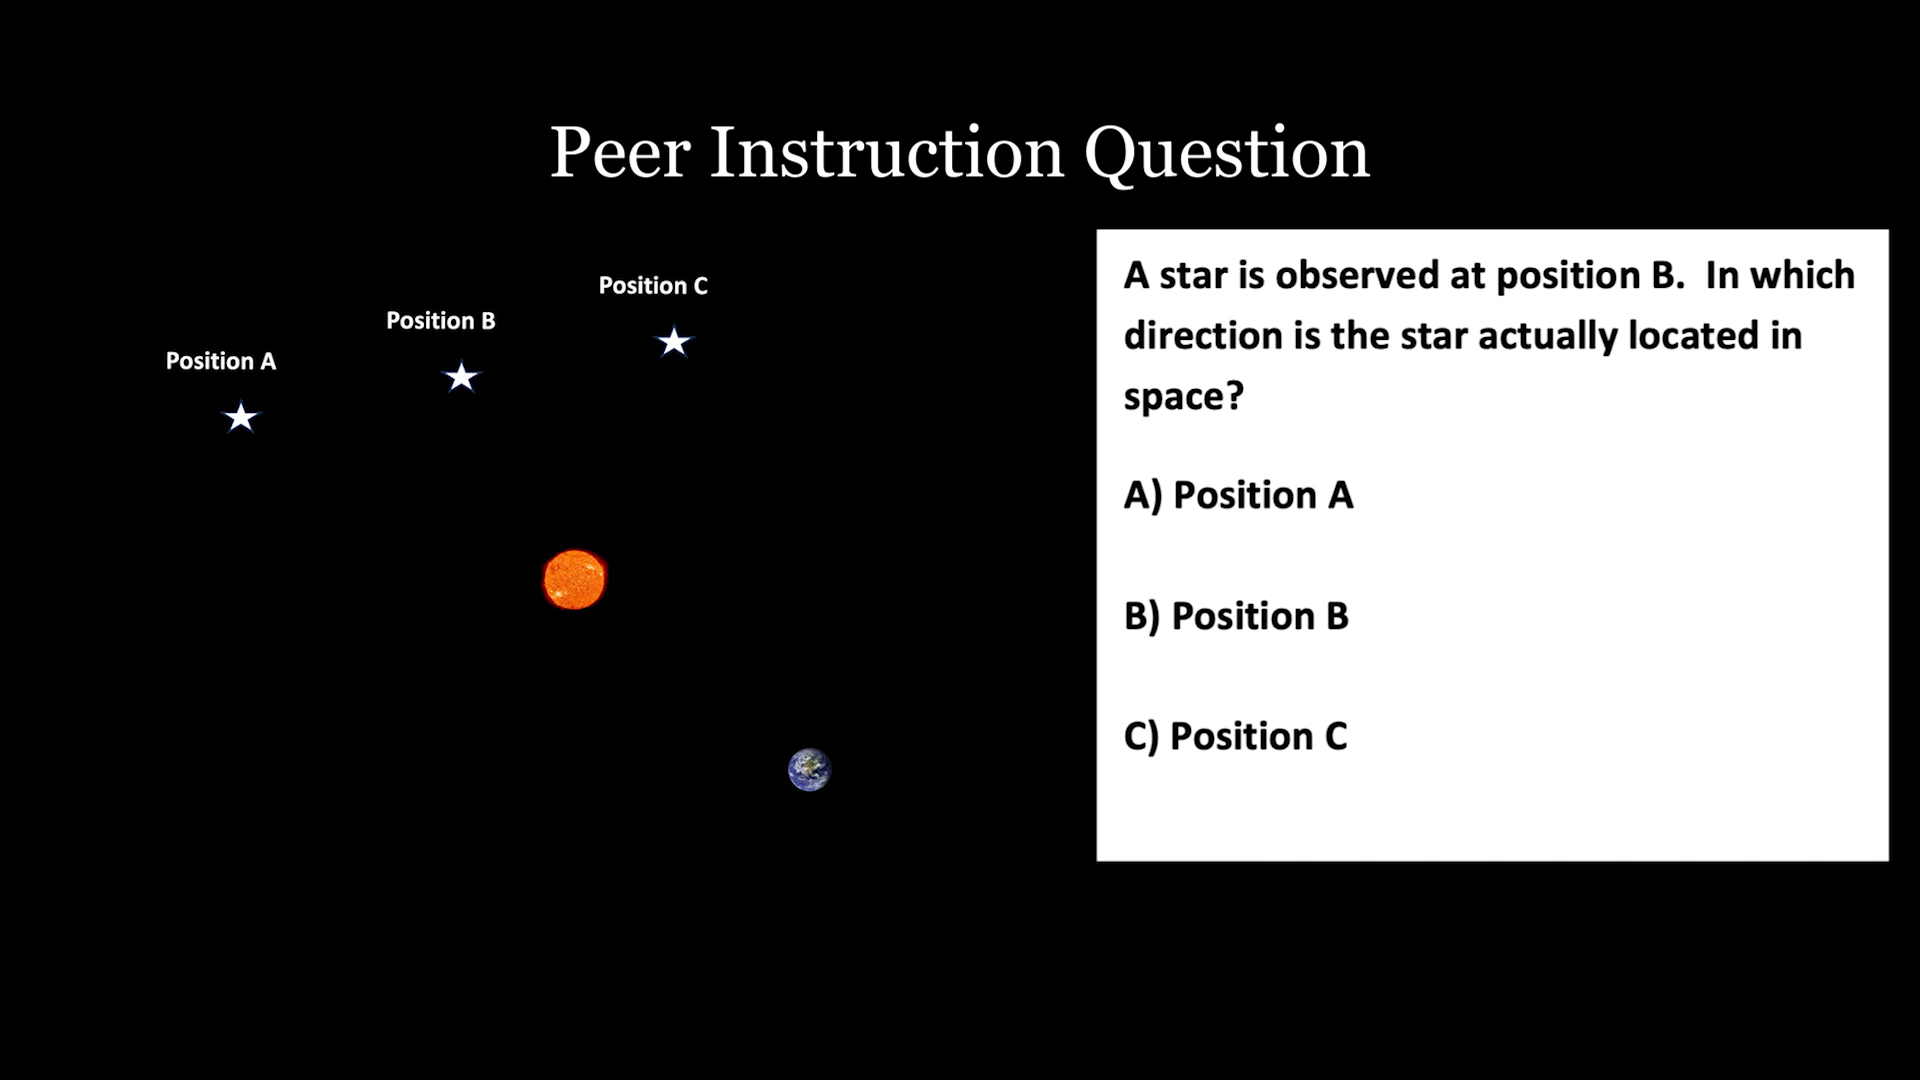 Peer Instruction Question
Position C
Position B
Position A
A star is observed at position B.  In which
direction is the star actually located in
space?
A) Position A
B) Position B
C) Position C